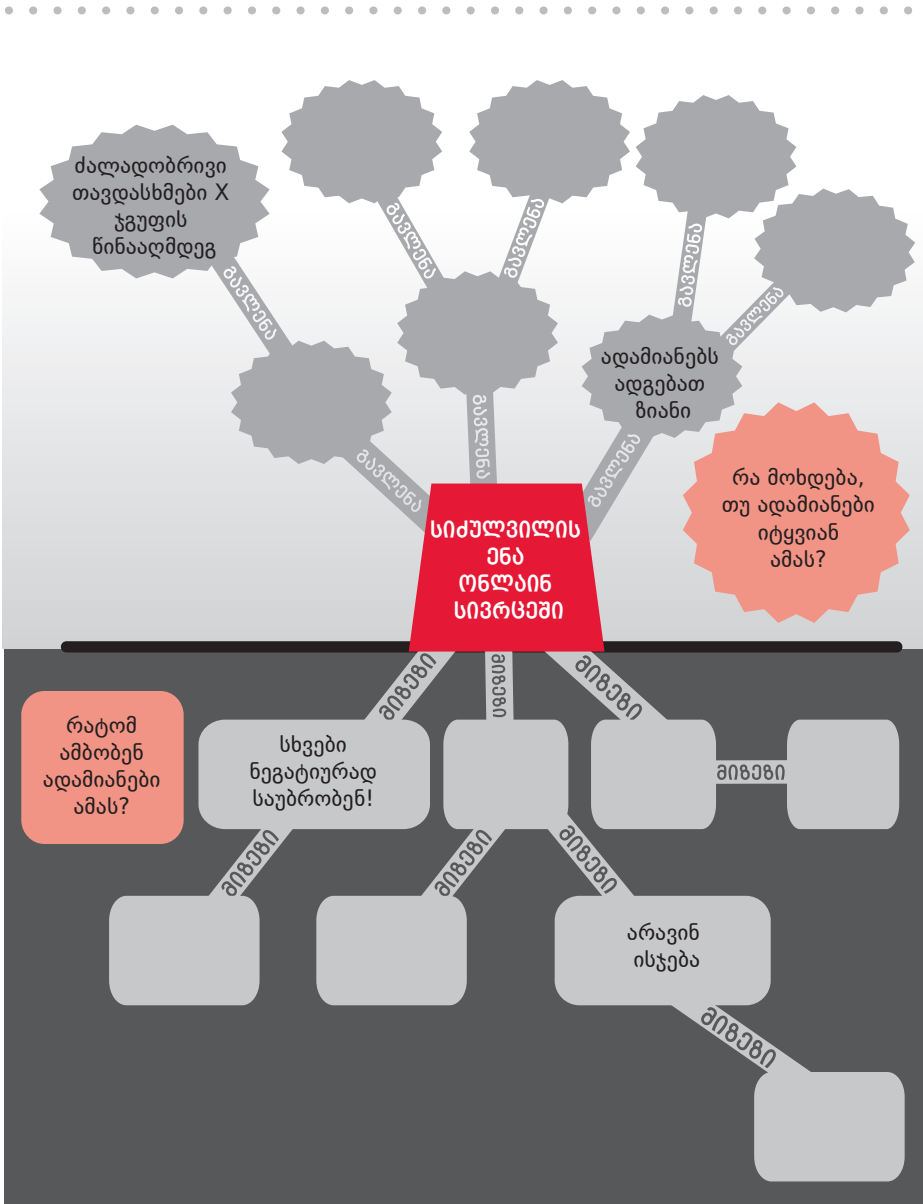 ძალადობრივი
თავდასხმები X
ჯგუფის
წინააღმდეგ
გავლენა
გავლენა
გავლენა
გავლენა
გავლენა
ადამიანებს
ადგებათ
ზიანი
გავლენა
გავლენა
გავლენა
რა მოხდება,
თუ ადამიანები
იტყვიან
ამას?
სიძულვილის
ენა
ონლაინ
სივრცეში
მიზეზი
მიზეზი
მიზეზი
რატომ
ამბობენ
ადამიანები
ამას?
სხვები
ნეგატიურად
საუბრობენ!
მიზეზი
მიზეზი
მიზეზი
მიზეზი
არავინ
ისჯება
მიზეზი